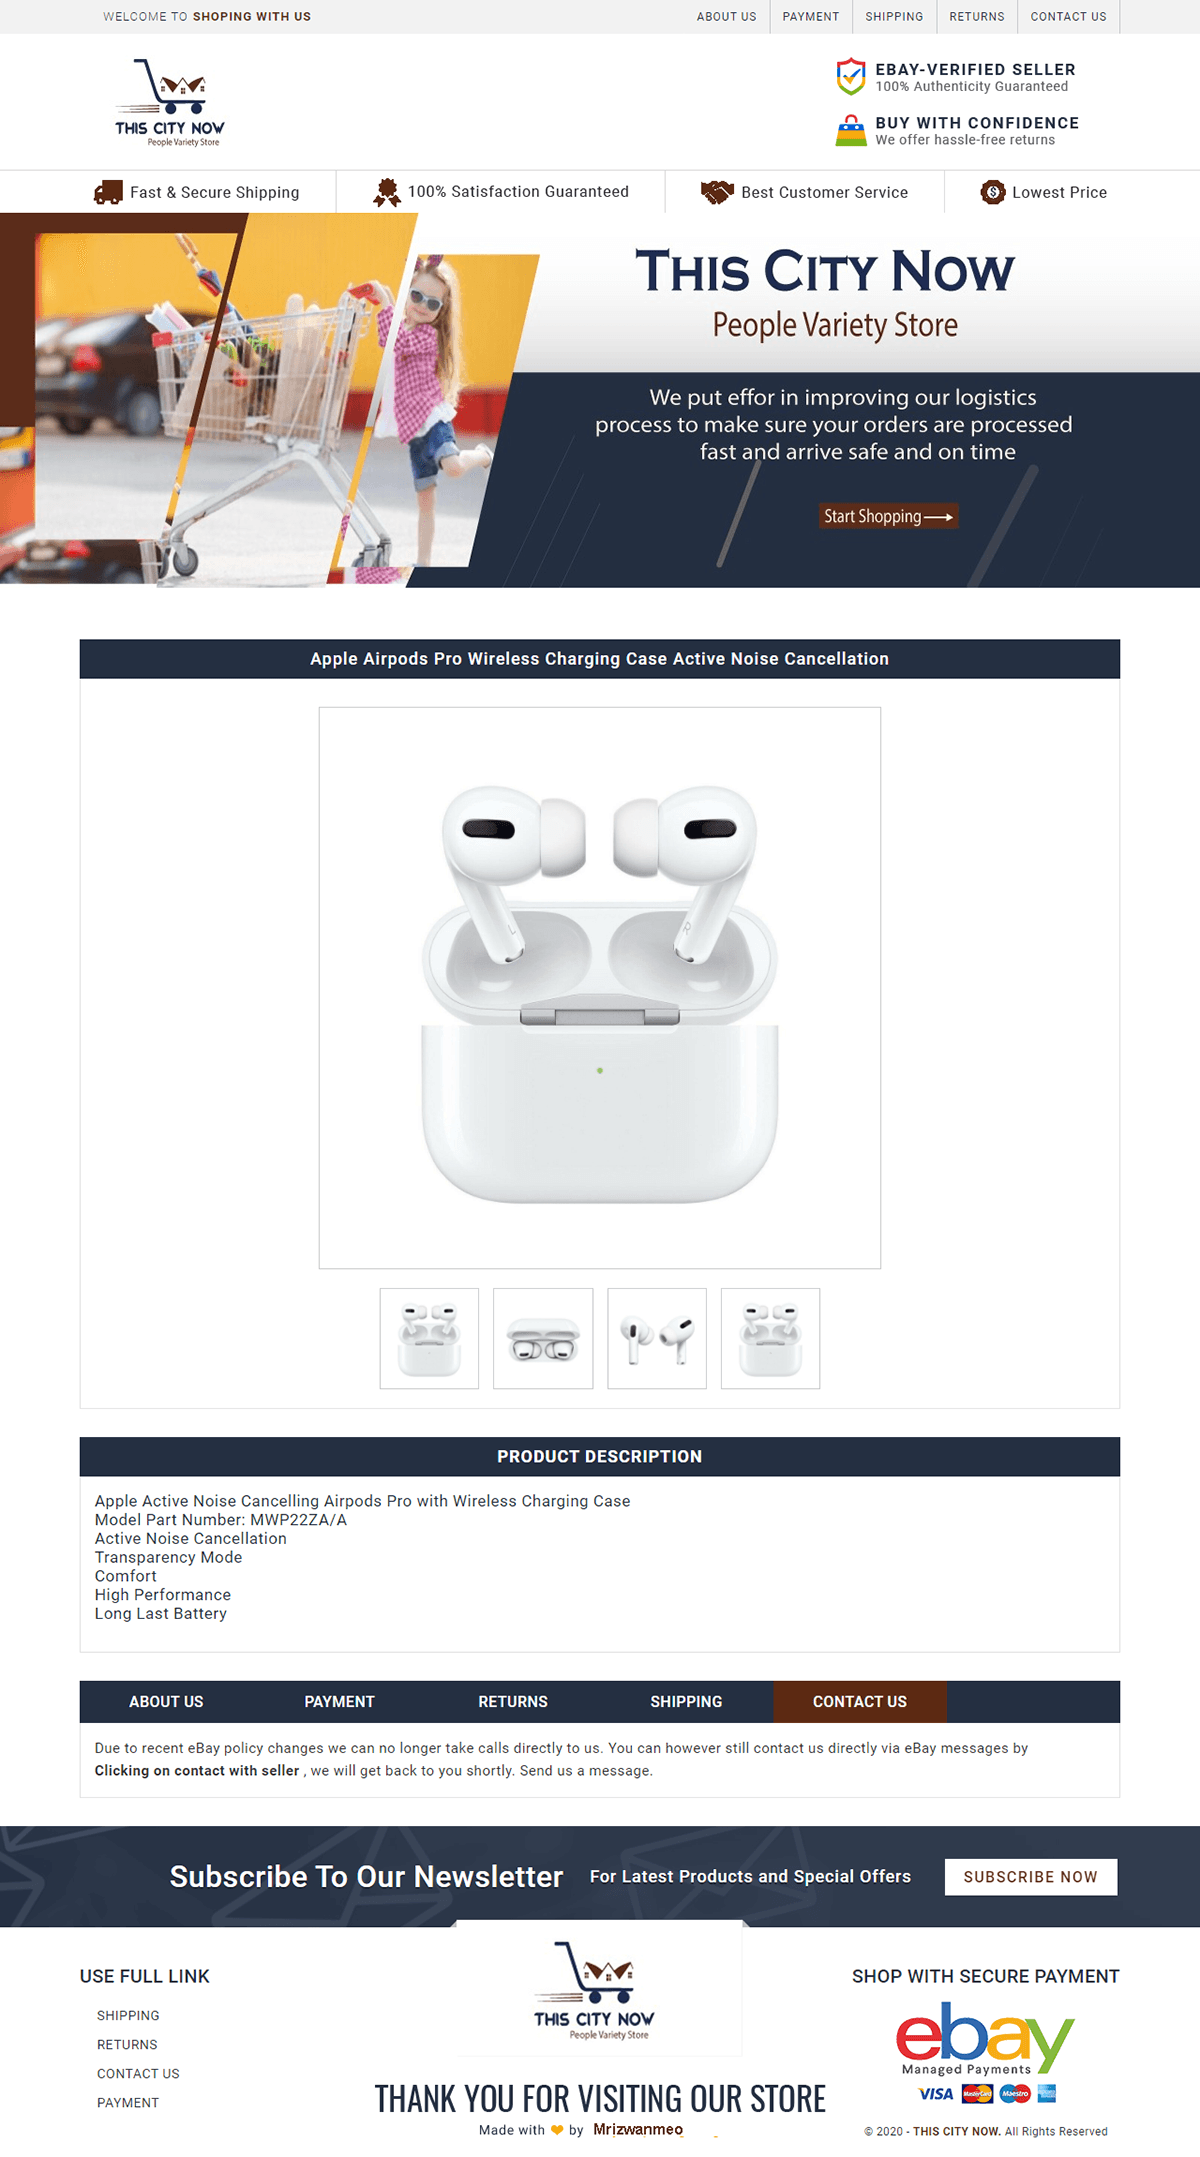 WELCOME TO SHOPING WITH US
ABOUT US
PAYMENT
SHIPPING
RETURNS
CONTACT US
THIS CITY NOW
People Variety Store
EBAY-VERIFIED SELLER
100% Authenticity Guaranteed
BUY WITH CONFIDENCE
We offer hassle-free returns
Fast & Secure Shipping
100% Satisfaction Guaranteed
Best Customer Service
Lowest Price
THIS CITY NOW
People Variety Store
We put effor in improving our logistics
process to make sure your orders are processed
fast and arrive safe and on time
Start Shopping
Apple Airpods Pro Wireless Charging Case Active Noise Cancellation
L
R
PRODUCT DESCRIPTION
Apple Active Noise Cancelling Airpods Pro with Wireless Charging Case
Model Part Number: MWP22ZA/A
Active Noise Cancellation
Transparency Mode
Comfort
High Performance
Long Last Battery
ABOUT US
PAYMENT
RETURNS
SHIPPING
CONTACT US
Due to recent eBay policy changes we can no longer take calls directly to us. You can however still contact us directly via eBay messages by
Clicking on contact with seller , we will get back to you shortly. Send us a message.
Subscribe To Our Newsletter
For Latest Products and Special Offers
SUBSCRIBE NOW
USE FULL LINK
SHIPPING
RETURNS
CONTACT US
PAYMENT
THIS CITY NOW
People Variety Store
THANK YOU FOR VISITING OUR STORE
Made with by Mrizwanmeo
SHOP WITH SECURE PAYMENT
ebay
Managed Payments
VISA
MasterCard
Maestro
© 2020 - THIS CITY NOW. All Rights Reserved